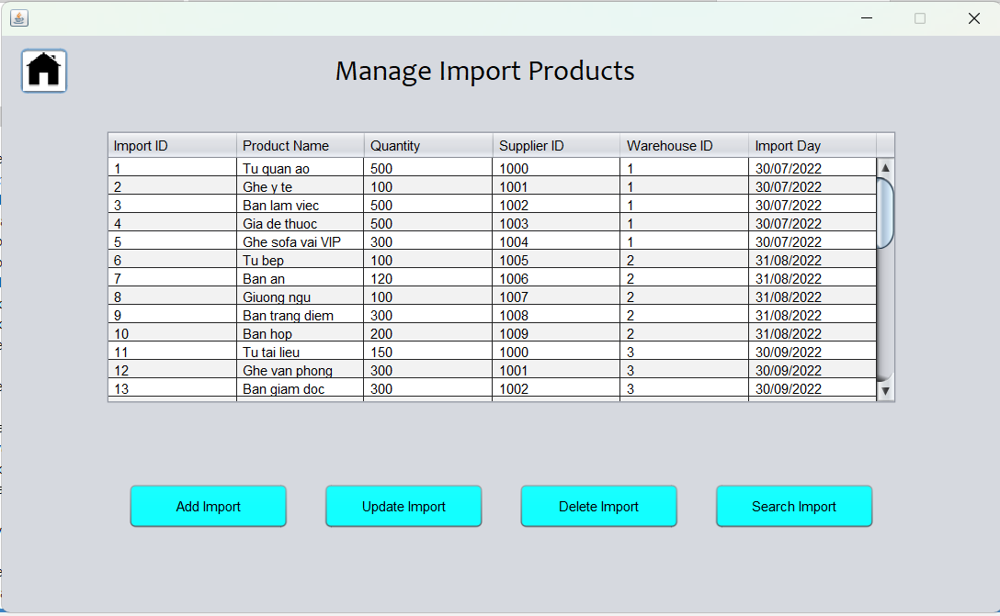 Manage Import Products
Import ID Product Name Quantity Supplier ID Warehouse ID Import Day
1 Tu quan ao 500 1000 1 30/07/2022
2 Ghe y te 100 1001 1 30/07/2022
3 Ban lam viec 500 1002 1 30/07/2022
4 Gia de thuoc 500 1003 1 30/07/2022
5 Ghe sofa vai VIP 300 1004 1 30/07/2022
6 Tu bep 100 1005 2 31/08/2022
7 Ban an 120 1006 2 31/08/2022
8 Giuong ngu 100 1007 2 31/08/2022
9 Ban trang diem 300 1008 2 31/08/2022
10 Ban hop 200 1009 2 31/08/2022
11 Tu tai lieu 150 1000 3 30/09/2022
12 Ghe van phong 300 1001 3 30/09/2022
13 Ban giam doc 300 1002 3 30/09/2022
Add Import Update Import Delete Import Search Import